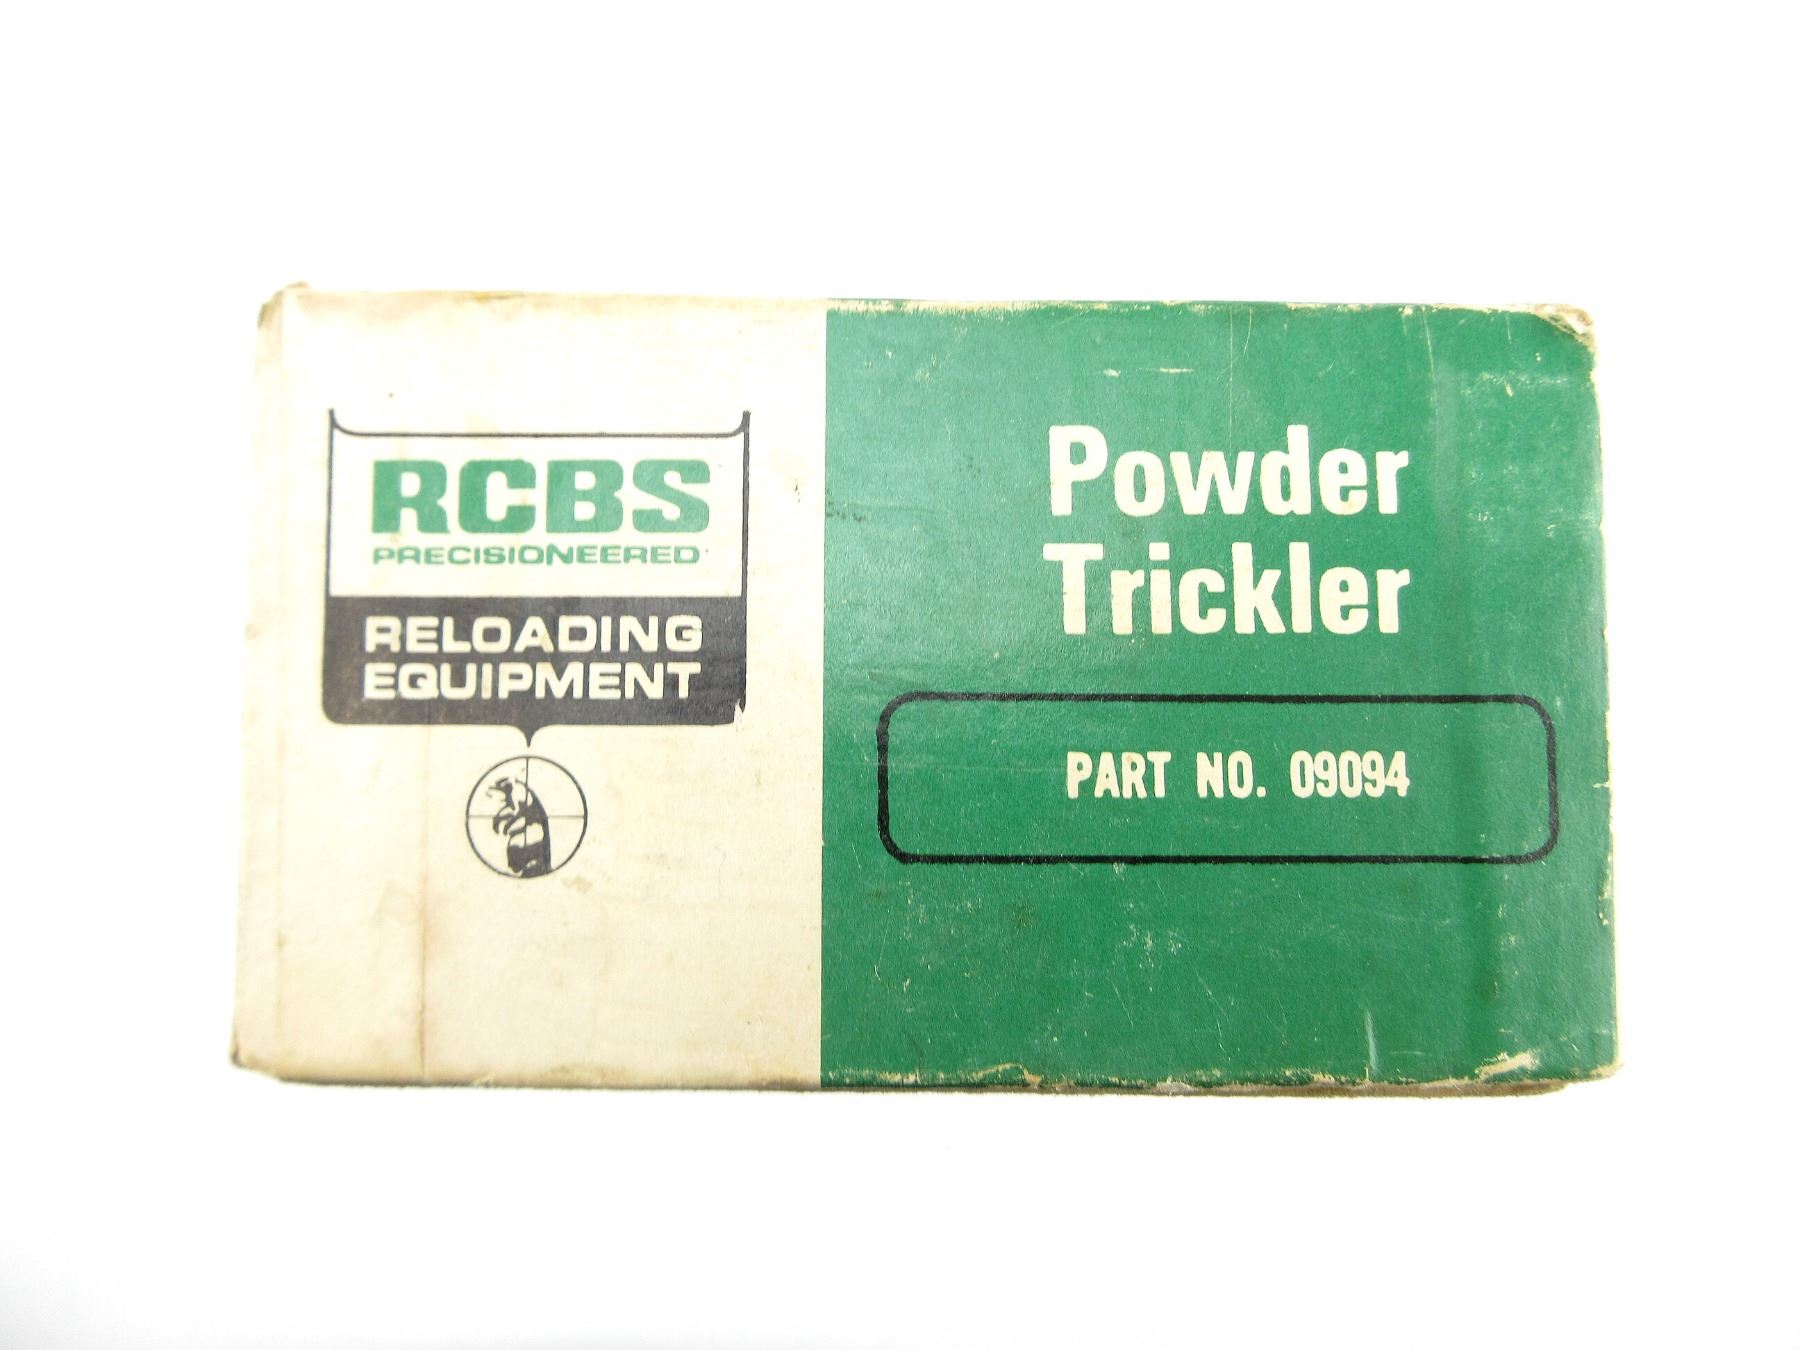 RCBS
PRECISIONEERED
RELOADING
EQUIPMENT
Powder
Trickler
PART NO. 09094